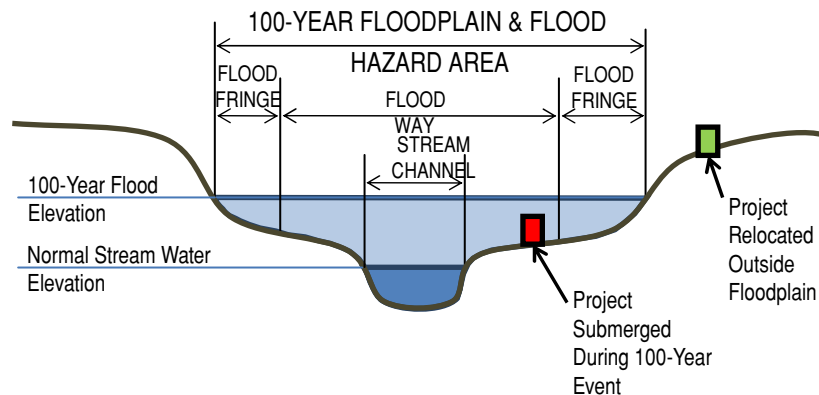 100-YEAR FLOODPLAIN & FLOOD
HAZARD AREA
FLOOD
FRINGE
FLOOD
WAY
FLOOD
FRINGE
STREAM
CHANNEL
100-Year Flood
Elevation
Normal Stream Water
Elevation
Project
Relocated
Outside
Floodplain
Project
Submerged
During 100-Year
Event